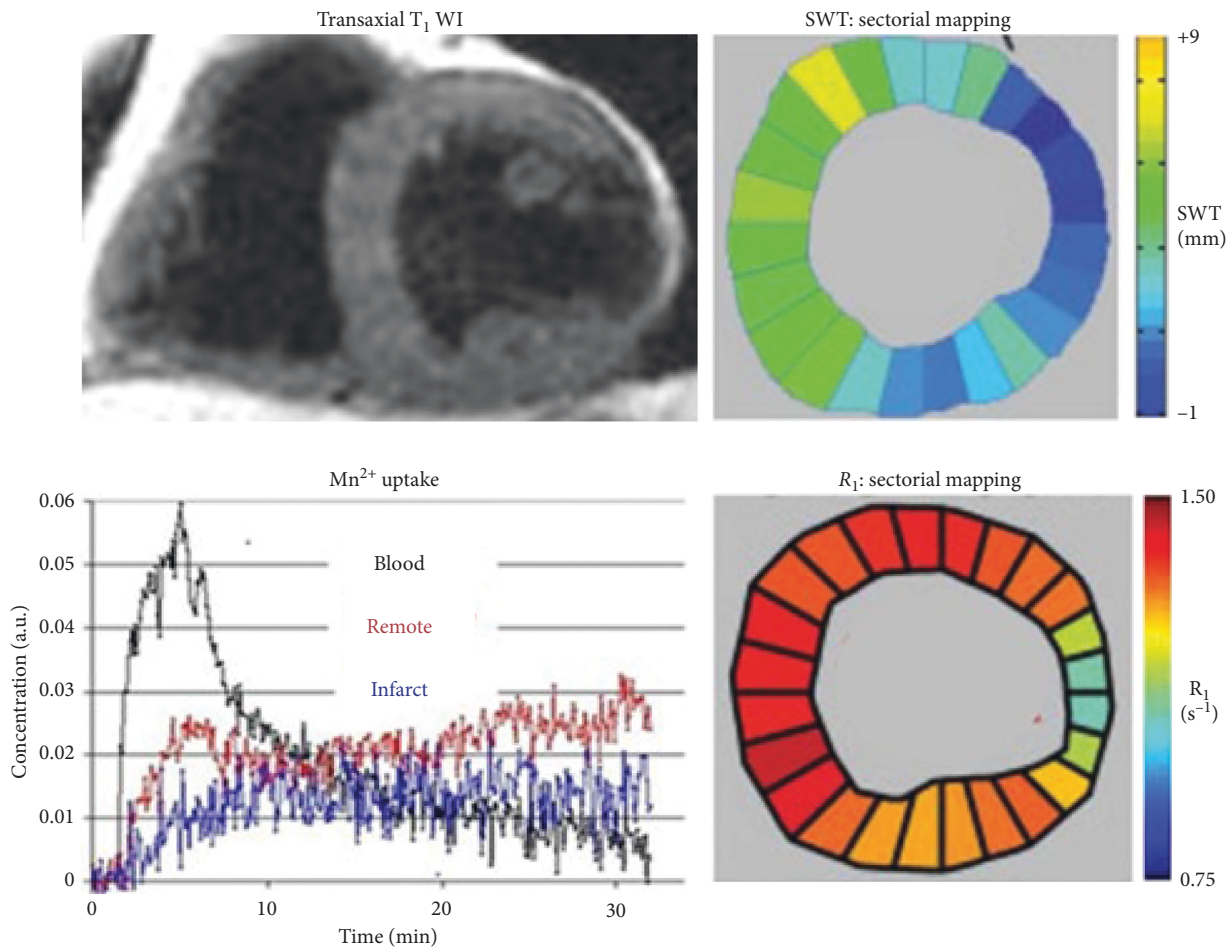 Transaxial T₁ WI
SWT: sectorial mapping
+9
SWT
(mm)
–1
Mn²⁺ uptake
Concentration (a.u.)
0.06
0.05
0.04
0.03
0.02
0.01
0
Blood
Remote
Infarct
0
10
20
30
Time (min)
R₁: sectorial mapping
1.50
R₁
(s⁻¹)
0.75